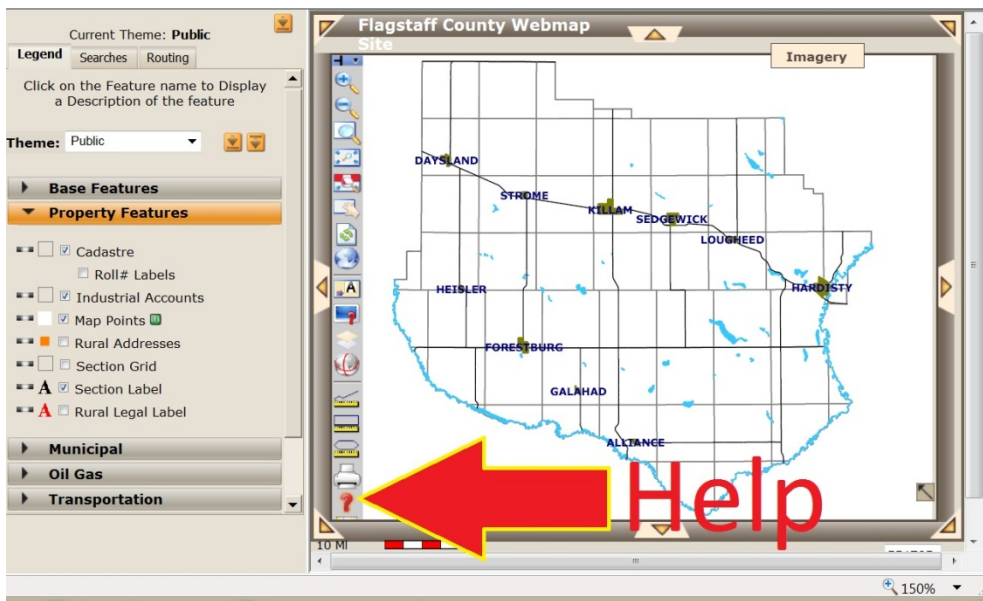 Current Theme: Public
Legend Searches Routing
Click on the Feature name to Display
a Description of the feature
Theme: Public
Base Features
Property Features
Cadastre
Roll# Labels
Industrial Accounts
Map Points
Rural Addresses
Section Grid
A Section Label
A Rural Legal Label
Municipal
Oil Gas
Transportation
Flagstaff County Webmap
Site
Imagery
A
DAYSLAND
STROME
KILLAM
SEDGEWICK
LOUGHEED
HEISLER
HARDISTY
FORESTBURG
GALAHAD
ALLIANCE
?
Help
10 MI
150%